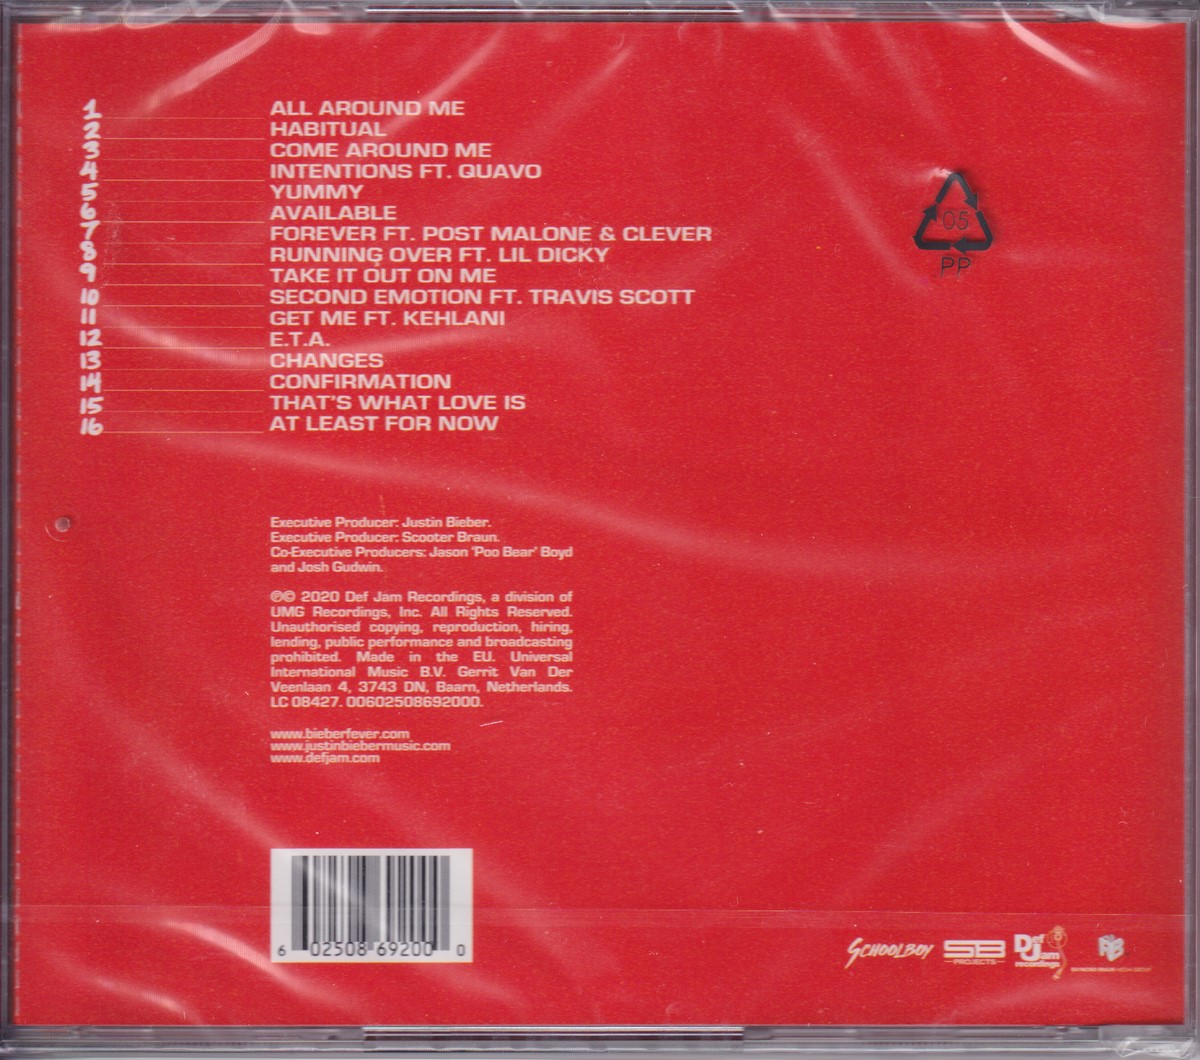 1 ALL AROUND ME
2 HABITUAL
3 COME AROUND ME
4 INTENTIONS FT. QUAVO
5 YUMMY
6 AVAILABLE
7 FOREVER FT. POST MALONE & CLEVER
8 RUNNING OVER FT. LIL DICKY
9 TAKE IT OUT ON ME
10 SECOND EMOTION FT. TRAVIS SCOTT
11 GET ME FT. KEHLANI
12 E.T.A.
13 CHANGES
14 CONFIRMATION
15 THAT'S WHAT LOVE IS
16 AT LEAST FOR NOW
05
PP
Executive Producer: Justin Bieber.
Executive Producer: Scooter Braun.
Co-Executive Producers: Jason 'Poo Bear' Boyd
and Josh Gudwin.
℗© 2020 Def Jam Recordings, a division of
UMG Recordings, Inc. All Rights Reserved.
Unauthorised copying, reproduction, hiring,
lending, public performance and broadcasting
prohibited. Made in the EU. Universal
International Music B.V. Gerrit Van Der
Veenlaan 4, 3743 DN, Baarn, Netherlands.
LC 08427. 00602508692000.
www.bieberfever.com
www.justinbiebermusic.com
www.defjam.com
6 02508 69200 0
SCHOOLBOY
SB
PROJECTS
Def
Jam
recordings
RB
RAYMOND BRAUN MEDIA GROUP